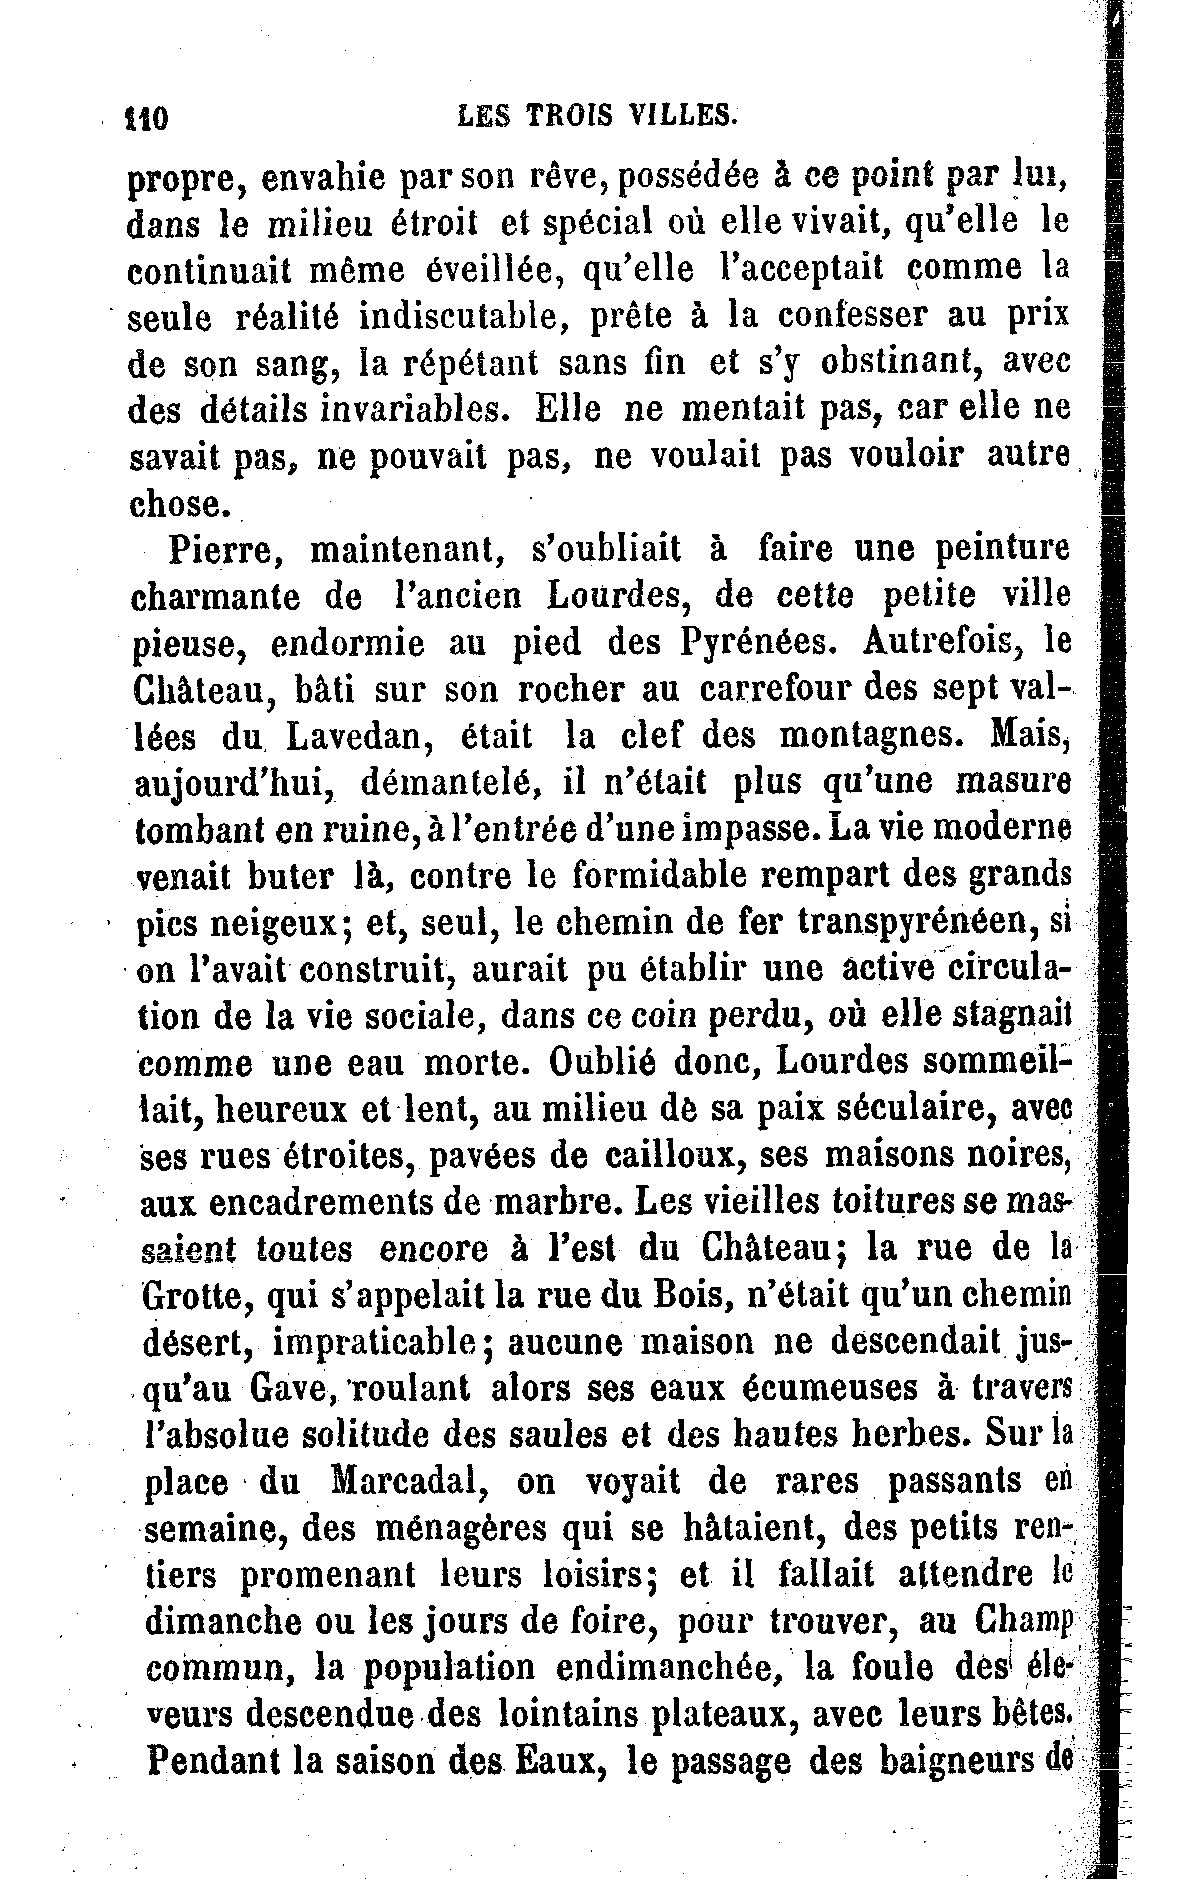 110 LES TROIS VILLES.
propre, envahie par son rêve, possédée à ce point par lui,
dans le milieu étroit et spécial où elle vivait, qu'elle le
continuait même éveillée, qu'elle l'acceptait comme la
seule réalité indiscutable, prête à la confesser au prix
de son sang, la répétant sans fin et s'y obstinant, avec
des détails invariables. Elle ne mentait pas, car elle ne
savait pas, ne pouvait pas, ne voulait pas vouloir autre
chose.
Pierre, maintenant, s'oubliait à faire une peinture
charmante de l'ancien Lourdes, de cette petite ville
pieuse, endormie au pied des Pyrénées. Autrefois, le
Château, bâti sur son rocher au carrefour des sept val-
lées du Lavedan, était la clef des montagnes. Mais,
aujourd'hui, démantelé, il n'était plus qu'une masure
tombant en ruine, à l'entrée d'une impasse. La vie moderne
venait buter là, contre le formidable rempart des grands
pics neigeux; et, seul, le chemin de fer transpyrénéen, si
on l'avait construit, aurait pu établir une active circula-
tion de la vie sociale, dans ce coin perdu, où elle stagnait
comme une eau morte. Oublié donc, Lourdes sommeil-
lait, heureux et lent, au milieu de sa paix séculaire, avec
ses rues étroites, pavées de cailloux, ses maisons noires,
aux encadrements de marbre. Les vieilles toitures se mas-
saient toutes encore à l'est du Château; la rue de la
Grotte, qui s'appelait la rue du Bois, n'était qu'un chemin
désert, impraticable; aucune maison ne descendait jus-
qu'au Gave, roulant alors ses eaux écumeuses à travers
l'absolue solitude des saules et des hautes herbes. Sur la
place du Marcadal, on voyait de rares passants en
semaine, des ménagères qui se hâtaient, des petits ren-
tiers promenant leurs loisirs; et il fallait attendre le
dimanche ou les jours de foire, pour trouver, au Champ
commun, la population endimanchée, la foule des éle-
veurs descendue des lointains plateaux, avec leurs bêtes.
Pendant la saison des Eaux, le passage des baigneurs de